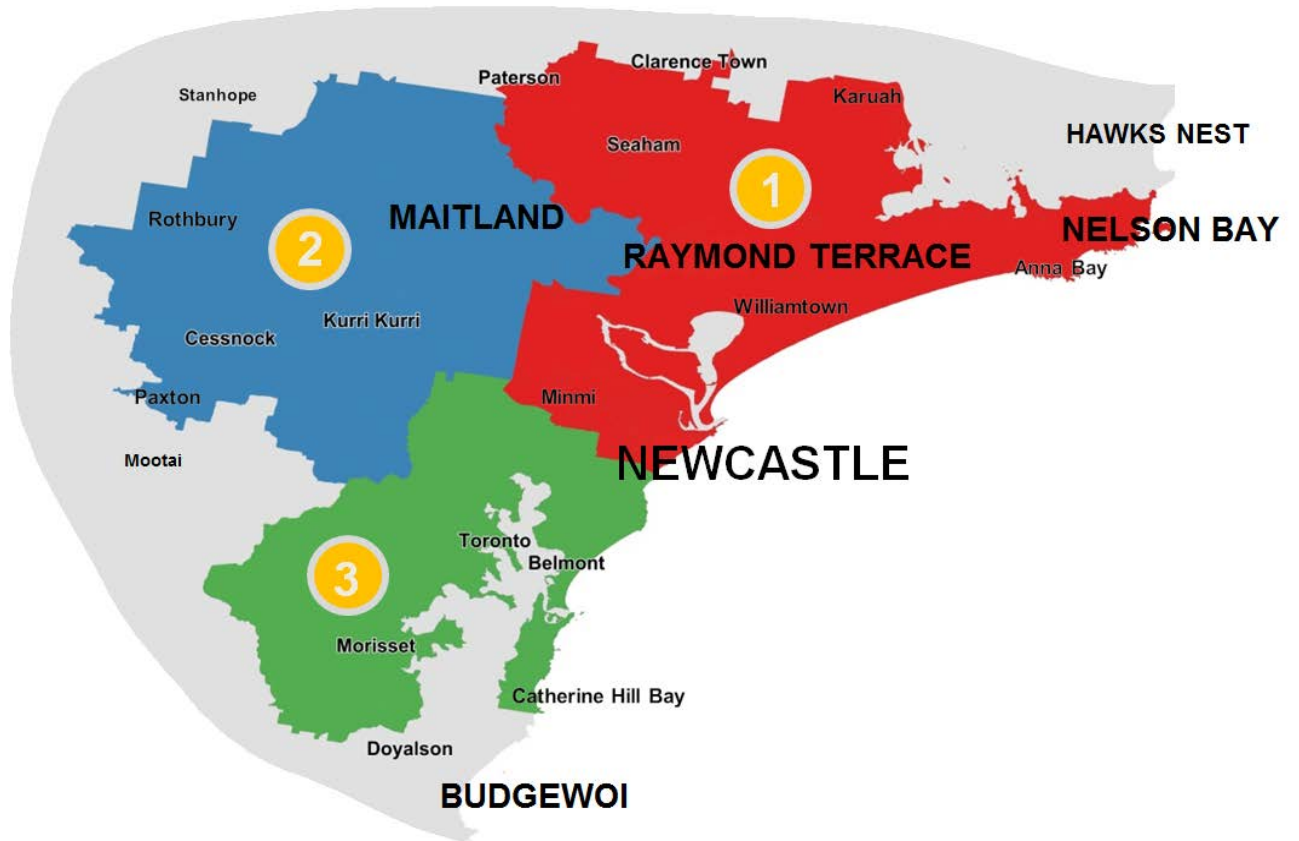 Clarence Town
Paterson
Stanhope
Karuah
HAWKS NEST
Seaham
1
MAITLAND
Rothbury
NELSON BAY
2
RAYMOND TERRACE
Anna Bay
Williamtown
Kurri Kurri
Cessnock
Paxton
Minmi
Mootai
NEWCASTLE
Toronto
Belmont
3
Morisset
Catherine Hill Bay
Doyalson
BUDGEWOI